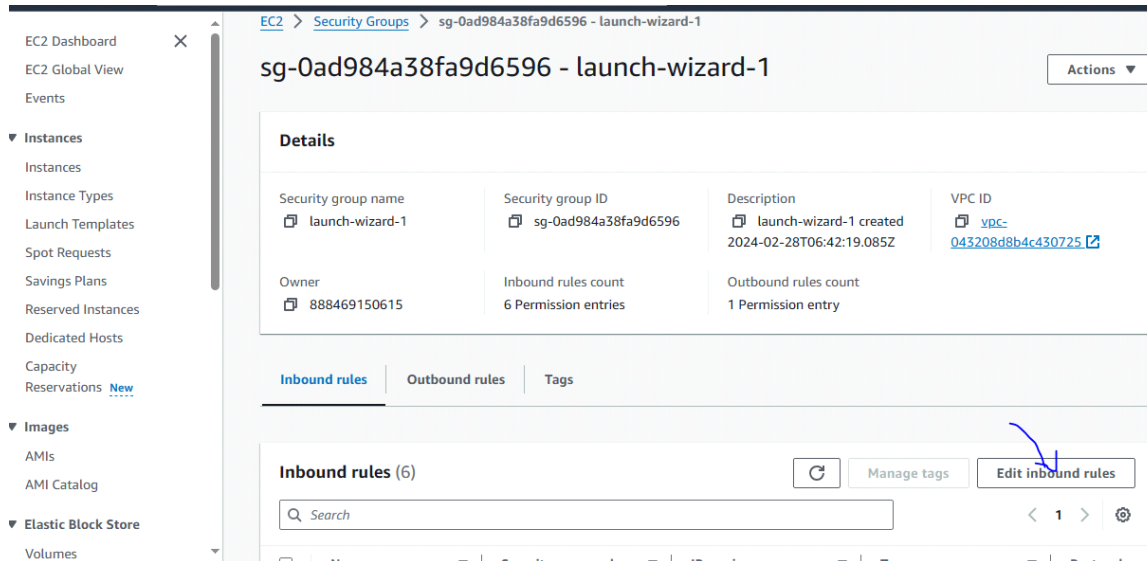 EC2 > Security Groups > sg-0ad984a38fa9d6596 - launch-wizard-1
EC2 Dashboard
EC2 Global View
Events
Instances
Instances
Instance Types
Launch Templates
Spot Requests
Savings Plans
Reserved Instances
Dedicated Hosts
Capacity
Reservations New
Images
AMIs
AMI Catalog
Elastic Block Store
Volumes
sg-0ad984a38fa9d6596 - launch-wizard-1
Actions
Details
Security group name
launch-wizard-1
Security group ID
sg-0ad984a38fa9d6596
Description
launch-wizard-1 created
2024-02-28T06:42:19.085Z
VPC ID
vpc-
043208d8b4c430725
Owner
888469150615
Inbound rules count
6 Permission entries
Outbound rules count
1 Permission entry
Inbound rules
Outbound rules
Tags
Inbound rules (6)
Manage tags
Edit inbound rules
Search
1